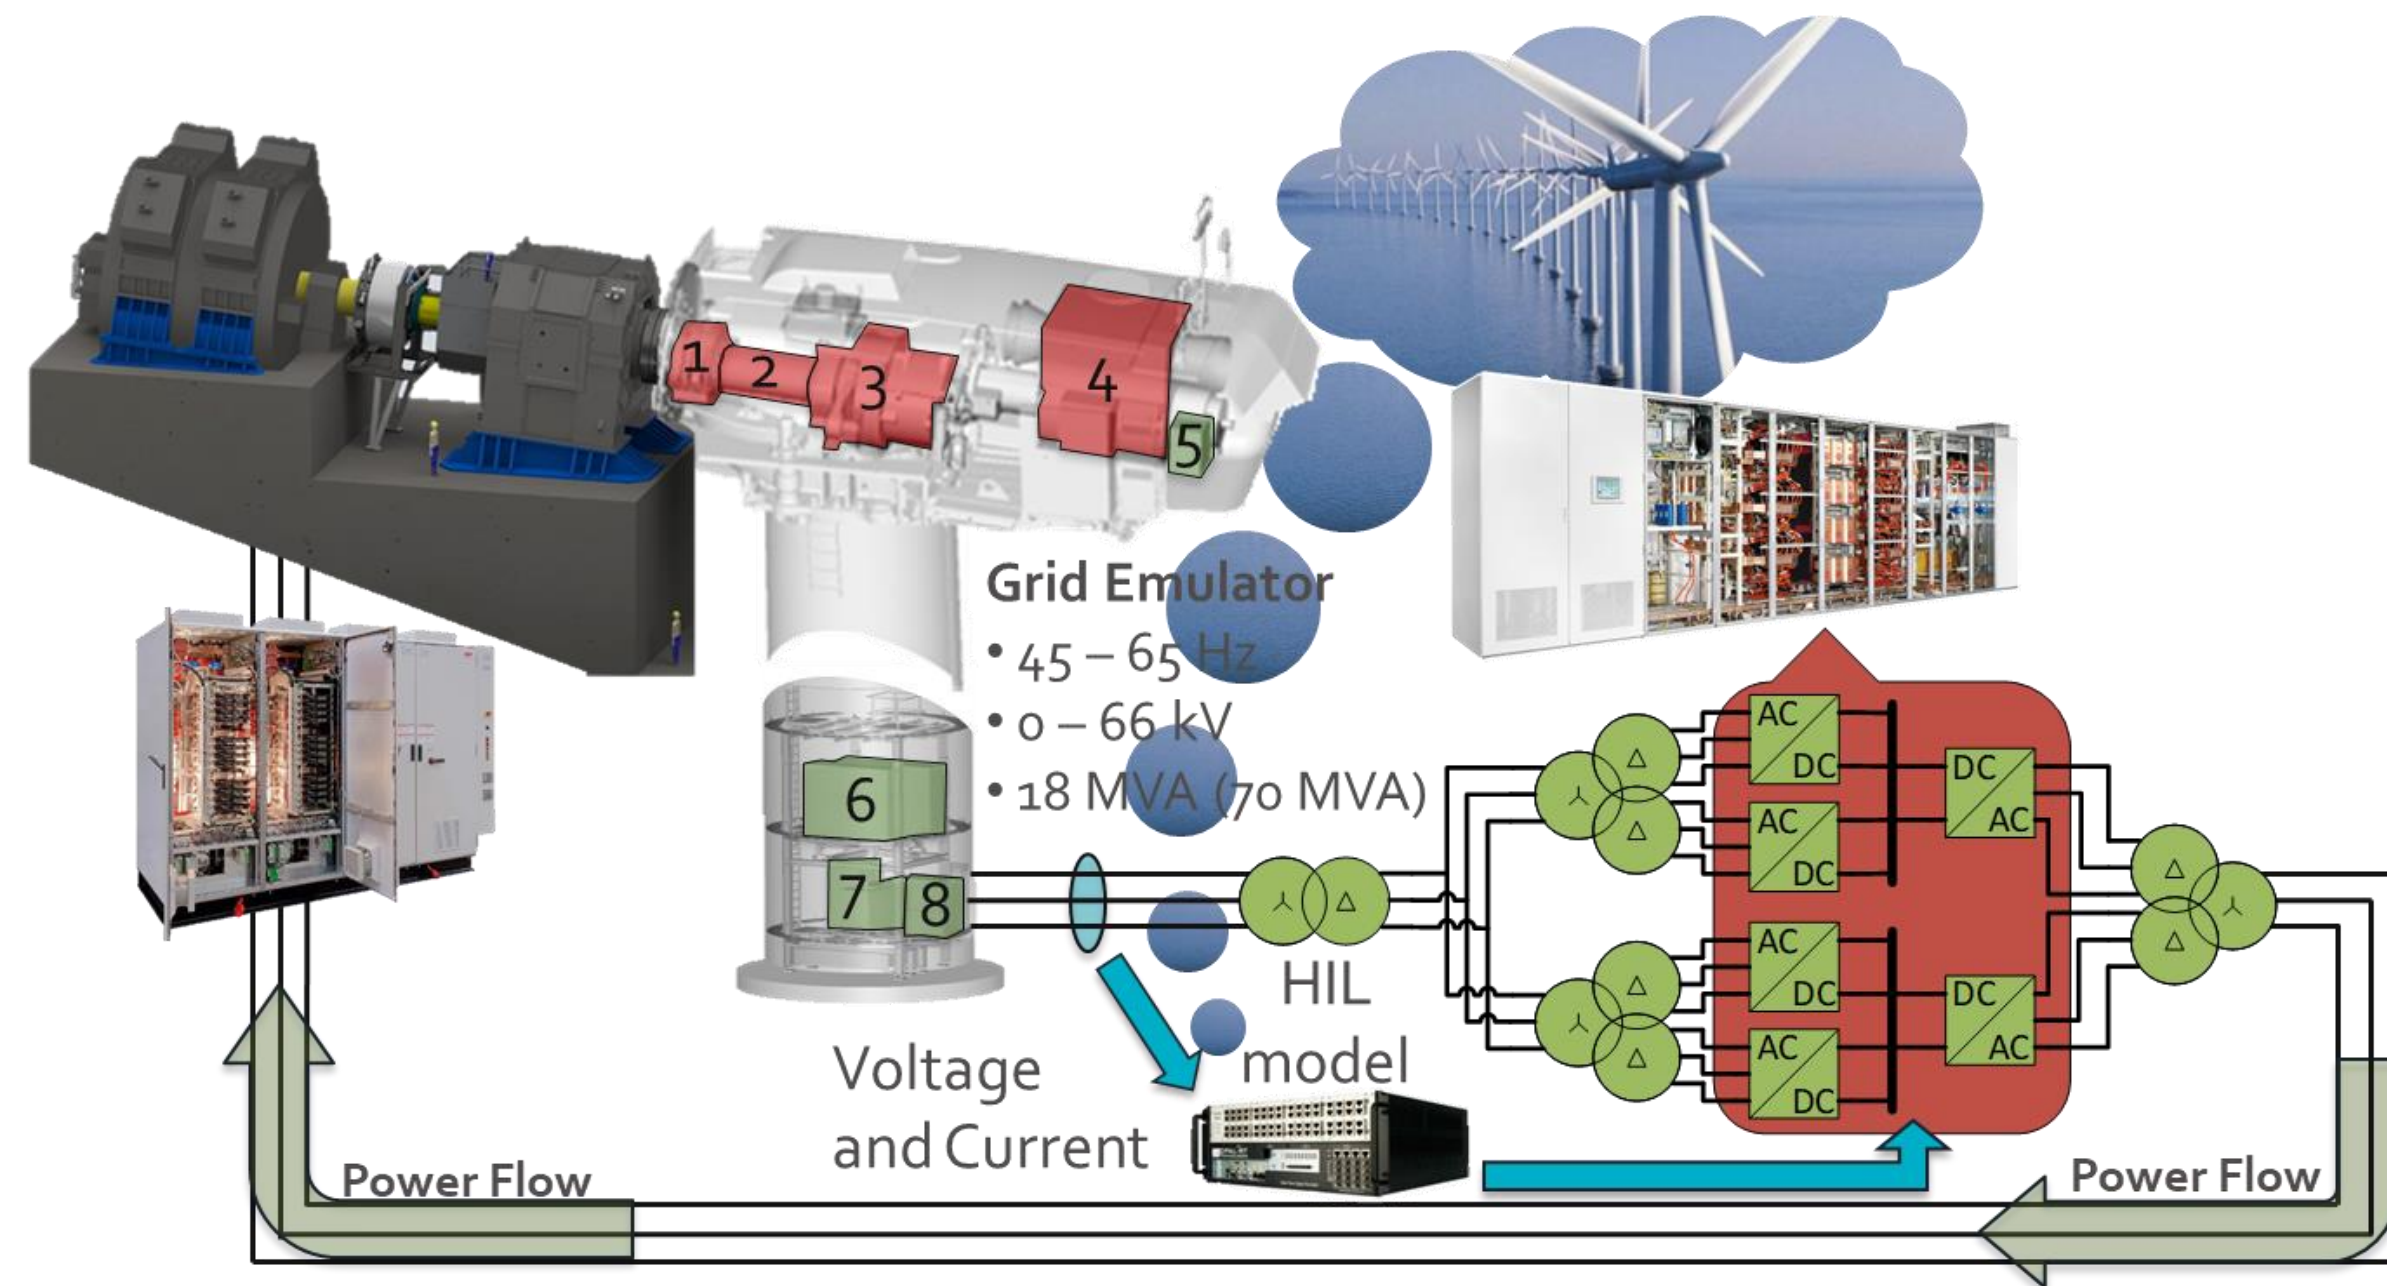 1
2
3
4
5
Grid Emulator
• 45 – 65 Hz
• 0 – 66 kV
• 18 MVA (70 MVA)
6
7
8
AC
DC
AC
DC
DC
AC
AC
DC
AC
DC
DC
AC
HIL
model
Voltage
and Current
Power Flow
Power Flow